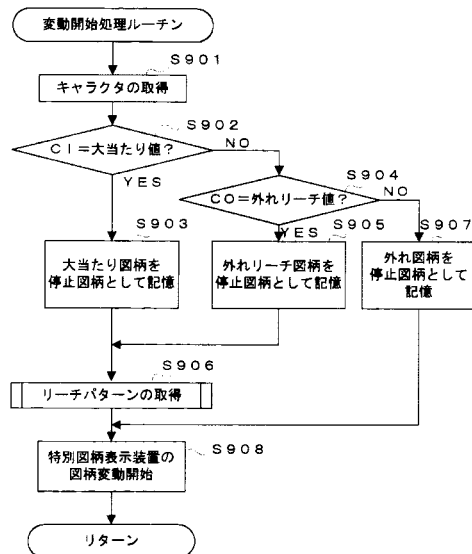 変動開始処理ルーチン
S901
キャラクタの取得
S902
C1=大当たり値?
NO
YES
S904
C0=外れリーチ値?
NO
YES
S903
S905
S907
大当たり図柄を
停止図柄として記憶
外れリーチ図柄を
停止図柄として記憶
外れ図柄を
停止図柄として
記憶
S906
リーチパターンの取得
S908
特別図柄表示装置の
図柄変動開始
リターン